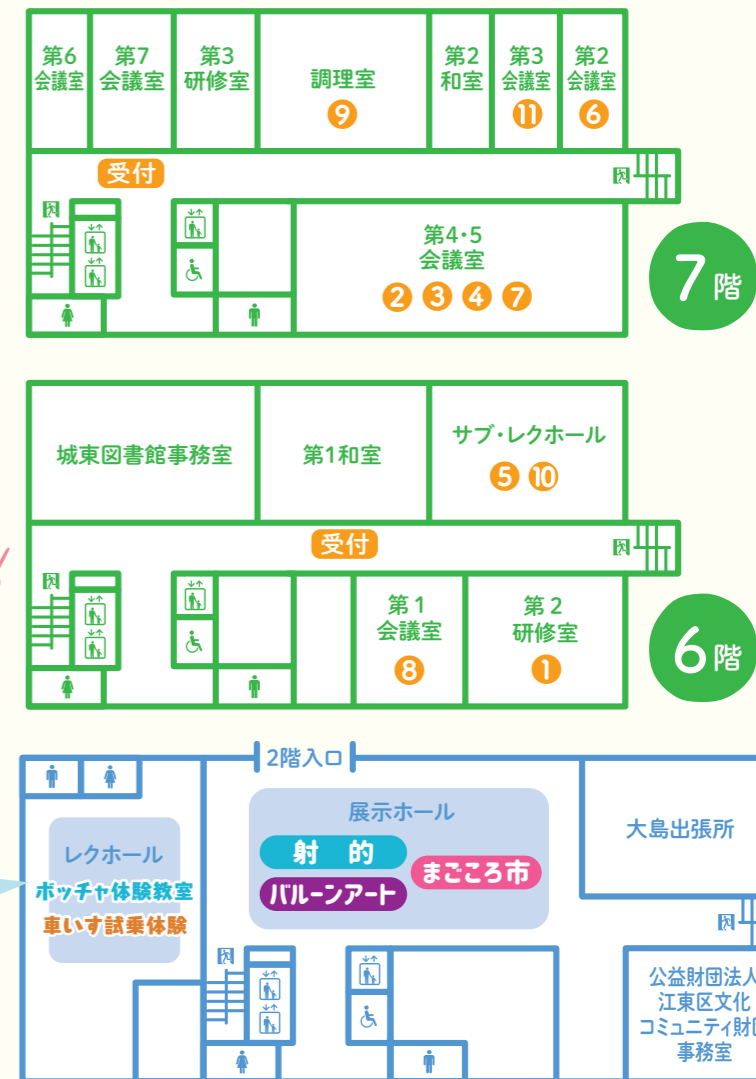 第6
会議室
第7
会議室
第3
研修室
調理室
9
第2
和室
第3
会議室
11
第2
会議室
6
受付
第4・5
会議室
2 3 4 7
7階
城東図書館事務室
第1和室
サブ・レクホール
5 10
受付
第1
会議室
8
第2
研修室
1
6階
2階入口
展示ホール
射的
バルーンアート
まごころ市
レクホール
ボッチャ体験教室
車いす試乗体験
大島出張所
公益財団法人
江東区文化
コミュニティ財団
事務室